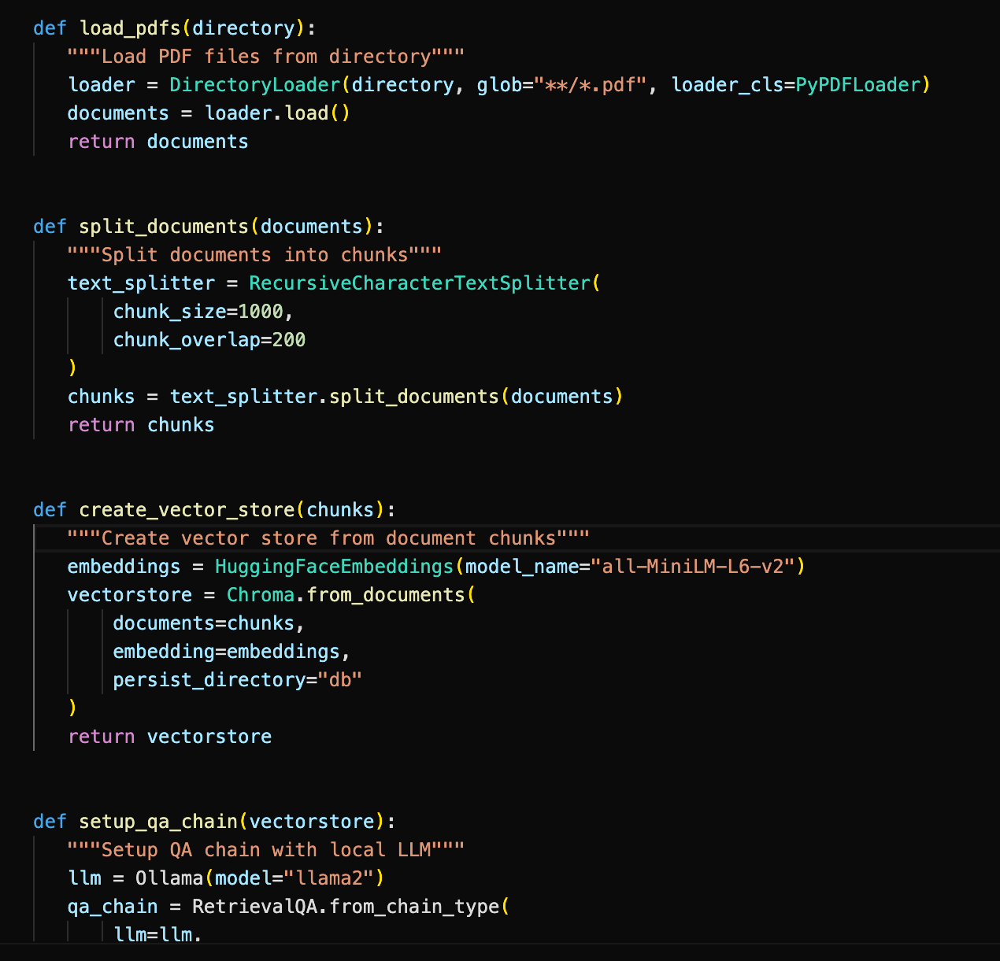 def load_pdfs(directory):
    """Load PDF files from directory"""
    loader = DirectoryLoader(directory, glob="**/*.pdf", loader_cls=PyPDFLoader)
    documents = loader.load()
    return documents
def split_documents(documents):
    """Split documents into chunks"""
    text_splitter = RecursiveCharacterTextSplitter(
        chunk_size=1000,
        chunk_overlap=200
    )
    chunks = text_splitter.split_documents(documents)
    return chunks
def create_vector_store(chunks):
    """Create vector store from document chunks"""
    embeddings = HuggingFaceEmbeddings(model_name="all-MiniLM-L6-v2")
    vectorstore = Chroma.from_documents(
        documents=chunks,
        embedding=embeddings,
        persist_directory="db"
    )
    return vectorstore
def setup_qa_chain(vectorstore):
    """Setup QA chain with local LLM"""
    llm = Ollama(model="llama2")
    qa_chain = RetrievalQA.from_chain_type(
        llm=llm,